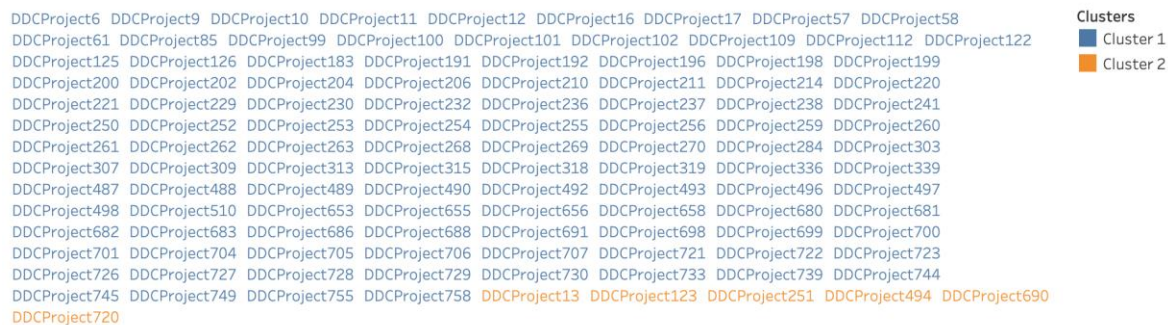 DDCProject6 DDCProject9 DDCProject10 DDCProject11 DDCProject12 DDCProject16 DDCProject17 DDCProject57 DDCProject58
DDCProject61 DDCProject85 DDCProject99 DDCProject100 DDCProject101 DDCProject102 DDCProject109 DDCProject112 DDCProject122
DDCProject125 DDCProject126 DDCProject183 DDCProject191 DDCProject192 DDCProject196 DDCProject198 DDCProject199
DDCProject200 DDCProject202 DDCProject204 DDCProject206 DDCProject210 DDCProject211 DDCProject214 DDCProject220
DDCProject221 DDCProject229 DDCProject230 DDCProject232 DDCProject236 DDCProject237 DDCProject238 DDCProject241
DDCProject250 DDCProject252 DDCProject253 DDCProject254 DDCProject255 DDCProject256 DDCProject259 DDCProject260
DDCProject261 DDCProject262 DDCProject263 DDCProject268 DDCProject269 DDCProject270 DDCProject284 DDCProject303
DDCProject307 DDCProject309 DDCProject313 DDCProject315 DDCProject318 DDCProject319 DDCProject336 DDCProject339
DDCProject487 DDCProject488 DDCProject489 DDCProject490 DDCProject492 DDCProject493 DDCProject496 DDCProject497
DDCProject498 DDCProject510 DDCProject653 DDCProject655 DDCProject656 DDCProject658 DDCProject680 DDCProject681
DDCProject682 DDCProject683 DDCProject686 DDCProject688 DDCProject691 DDCProject698 DDCProject699 DDCProject700
DDCProject701 DDCProject704 DDCProject705 DDCProject706 DDCProject707 DDCProject721 DDCProject722 DDCProject723
DDCProject726 DDCProject727 DDCProject728 DDCProject729 DDCProject730 DDCProject733 DDCProject739 DDCProject744
DDCProject745 DDCProject749 DDCProject755 DDCProject758 DDCProject13 DDCProject123 DDCProject251 DDCProject494 DDCProject690
DDCProject720
Clusters
Cluster 1
Cluster 2